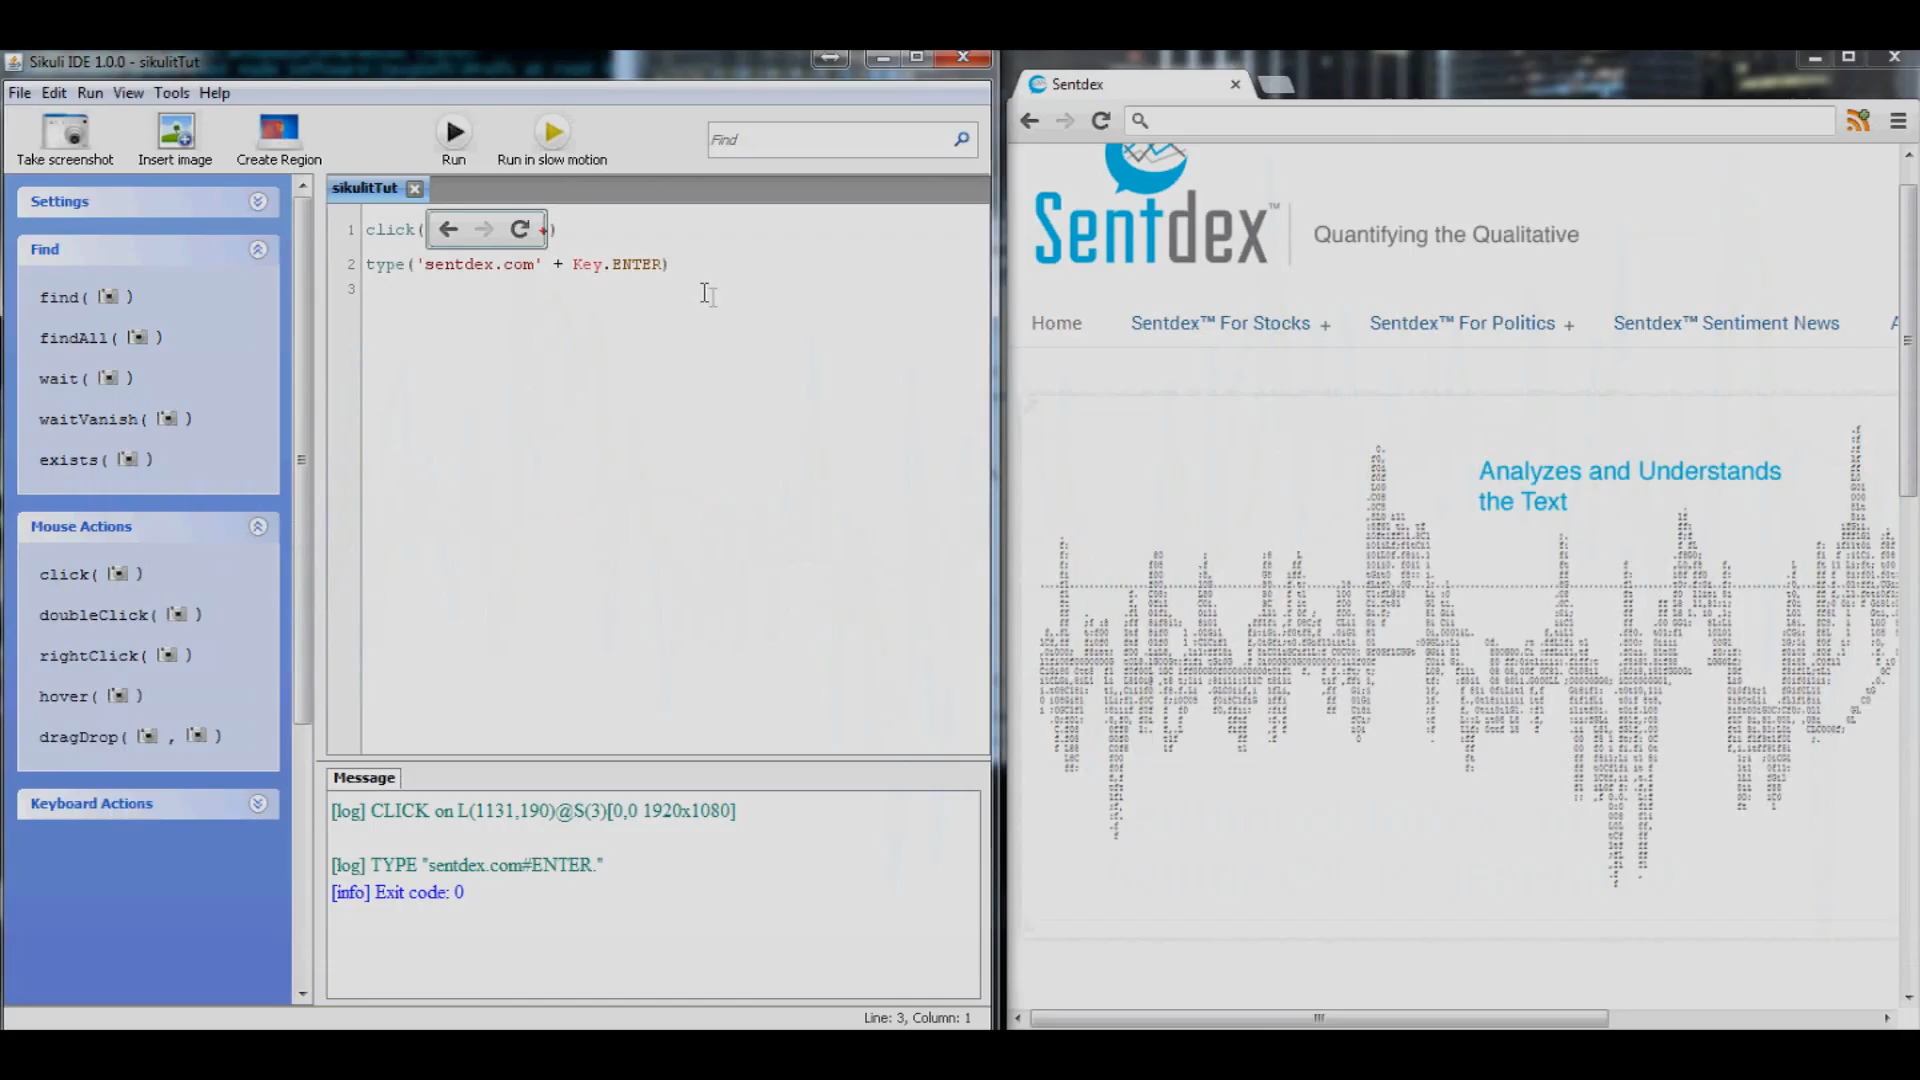 Sikuli IDE 1.0.0 - sikulitTut
File Edit Run View Tools Help
Take screenshot
Insert image
Create Region
Run
Run in slow motion
Find
Settings
Find
find( )
findAll( )
wait( )
waitVanish( )
exists( )
Mouse Actions
click( )
doubleClick( )
rightClick( )
hover( )
dragDrop( , )
Keyboard Actions
sikulitTut
1 click( )
2 type('sentdex.com' + Key.ENTER)
3
Message
[log] CLICK on L(1131,190)@S(3)[0,0 1920x1080]
[log] TYPE "sentdex.com#ENTER."
[info] Exit code: 0
Line: 3, Column: 1
Sentdex
Sentdex™
Quantifying the Qualitative
Home Sentdex™ For Stocks + Sentdex™ For Politics + Sentdex™ Sentiment News A
Analyzes and Understands
the Text